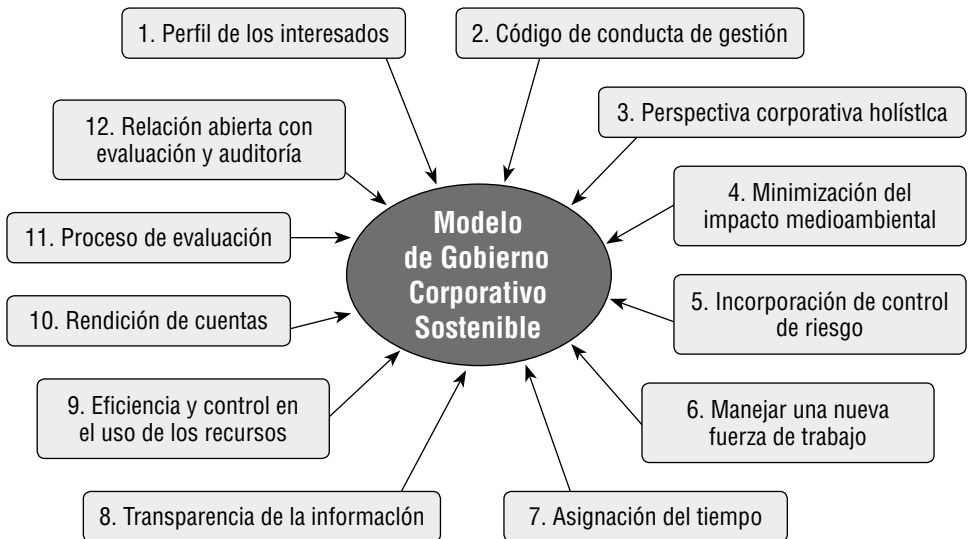 1. Perfil de los interesados
2. Código de conducta de gestión
3. Perspectiva corporativa holístlca
4. Minimización del
impacto medioambiental
5. Incorporación de control
de riesgo
6. Manejar una nueva
fuerza de trabajo
7. Asignación del tiempo
8. Transparencia de la informaclón
9. Eficiencia y control en
el uso de los recursos
10. Rendición de cuentas
11. Proceso de evaluación
12. Relación abierta con
evaluación y auditoría
Modelo
de Gobierno
Corporativo
Sostenible